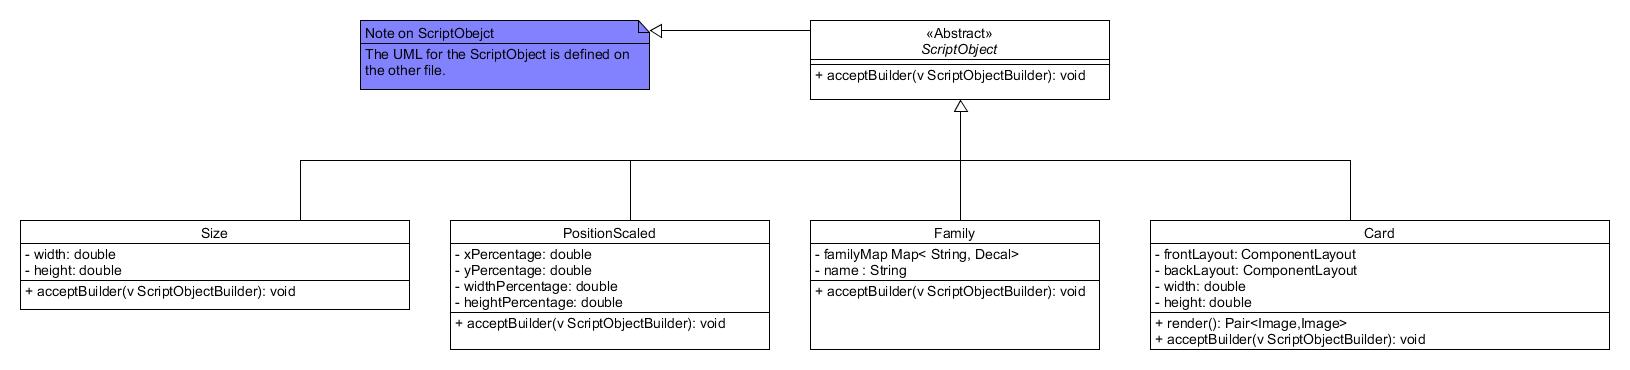 Note on ScriptObejct
The UML for the ScriptObject is defined on
the other file.
«Abstract»
ScriptObject
+ acceptBuilder(v ScriptObjectBuilder): void
Size
- width: double
- height: double
+ acceptBuilder(v ScriptObjectBuilder): void
PositionScaled
- xPercentage: double
- yPercentage: double
- widthPercentage: double
- heightPercentage: double
+ acceptBuilder(v ScriptObjectBuilder): void
Family
- familyMap Map< String, Decal>
- name : String
+ acceptBuilder(v ScriptObjectBuilder): void
Card
- frontLayout: ComponentLayout
- backLayout: ComponentLayout
- width: double
- height: double
+ render(): Pair<Image,Image>
+ acceptBuilder(v ScriptObjectBuilder): void